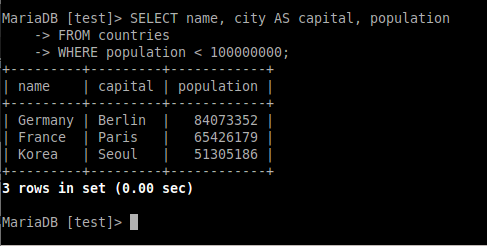 MariaDB [test]> SELECT name, city AS capital, population
    -> FROM countries
    -> WHERE population < 100000000;
+---------+---------+------------+
| name    | capital | population |
+---------+---------+------------+
| Germany | Berlin  |   84073352 |
| France  | Paris   |   65426179 |
| Korea   | Seoul   |   51305186 |
+---------+---------+------------+
3 rows in set (0.00 sec)

MariaDB [test]>